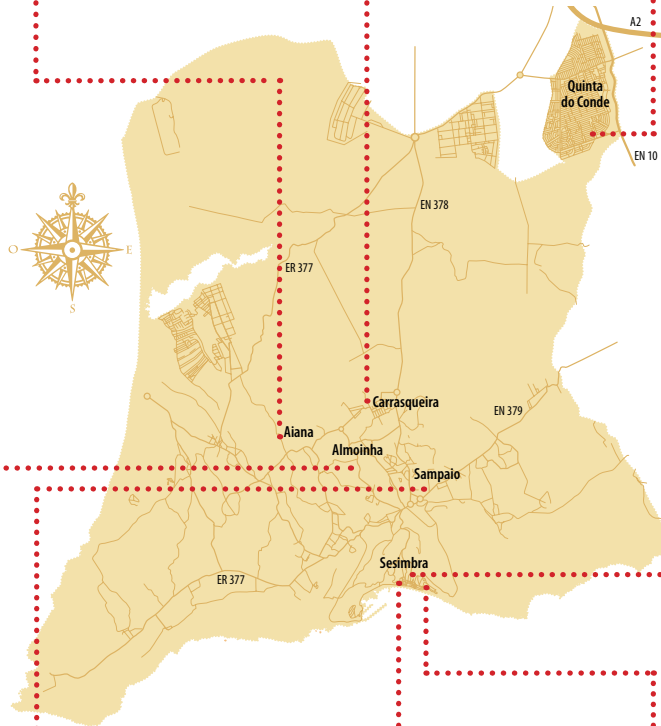 A2
Quinta
do Conde
EN 10
EN 378
O
E
S
ER 377
Carrasqueira
EN 379
Aiana
Almoinha
Sampaio
Sesimbra
ER 377